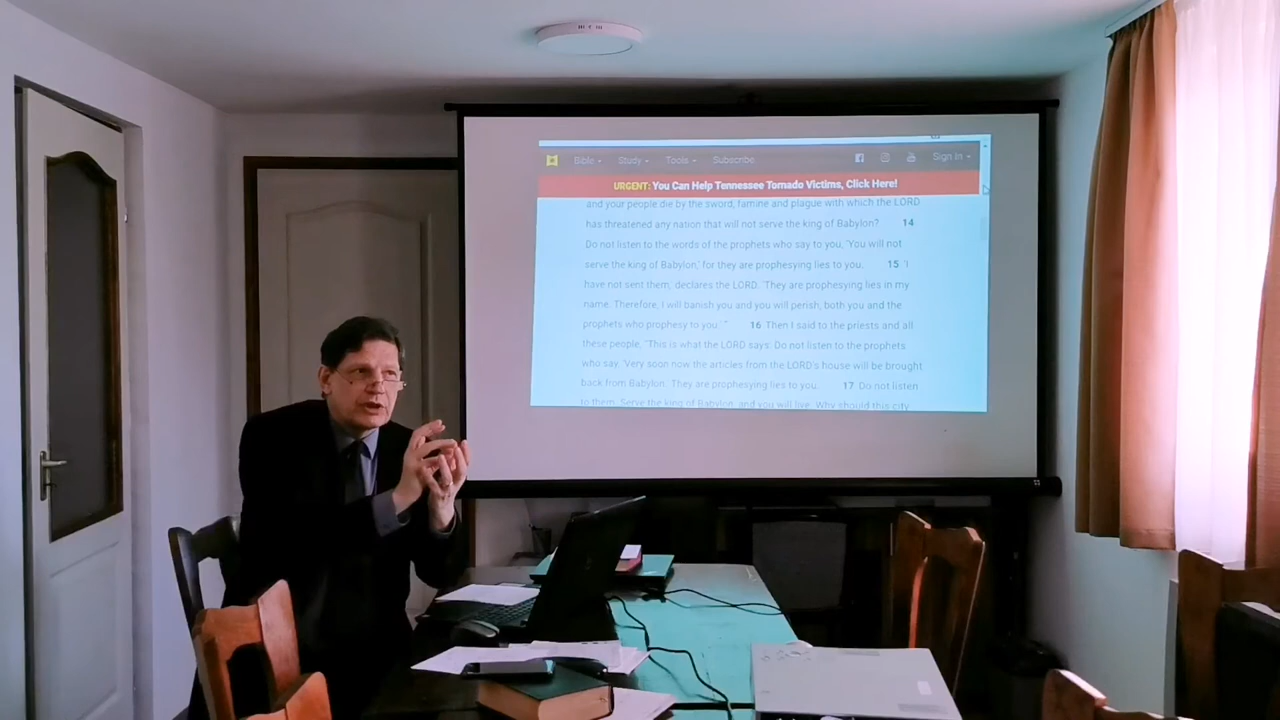 Bible Study Tools Subscribe Sign In
URGENT: You Can Help Tennessee Tornado Victims, Click Here!
and your people die by the sword, famine and plague with which the LORD
has threatened any nation that will not serve the king of Babylon? 14
Do not listen to the words of the prophets who say to you, 'You will not
serve the king of Babylon,' for they are prophesying lies to you. 15 'I
have not sent them,' declares the LORD. 'They are prophesying lies in my
name. Therefore, I will banish you and you will perish, both you and the
prophets who prophesy to you.' " 16 Then I said to the priests and all
these people, "This is what the LORD says: Do not listen to the prophets
who say, 'Very soon now the articles from the LORD's house will be brought
back from Babylon.' They are prophesying lies to you. 17 Do not listen
to them. Serve the king of Babylon, and you will live. Why should this city